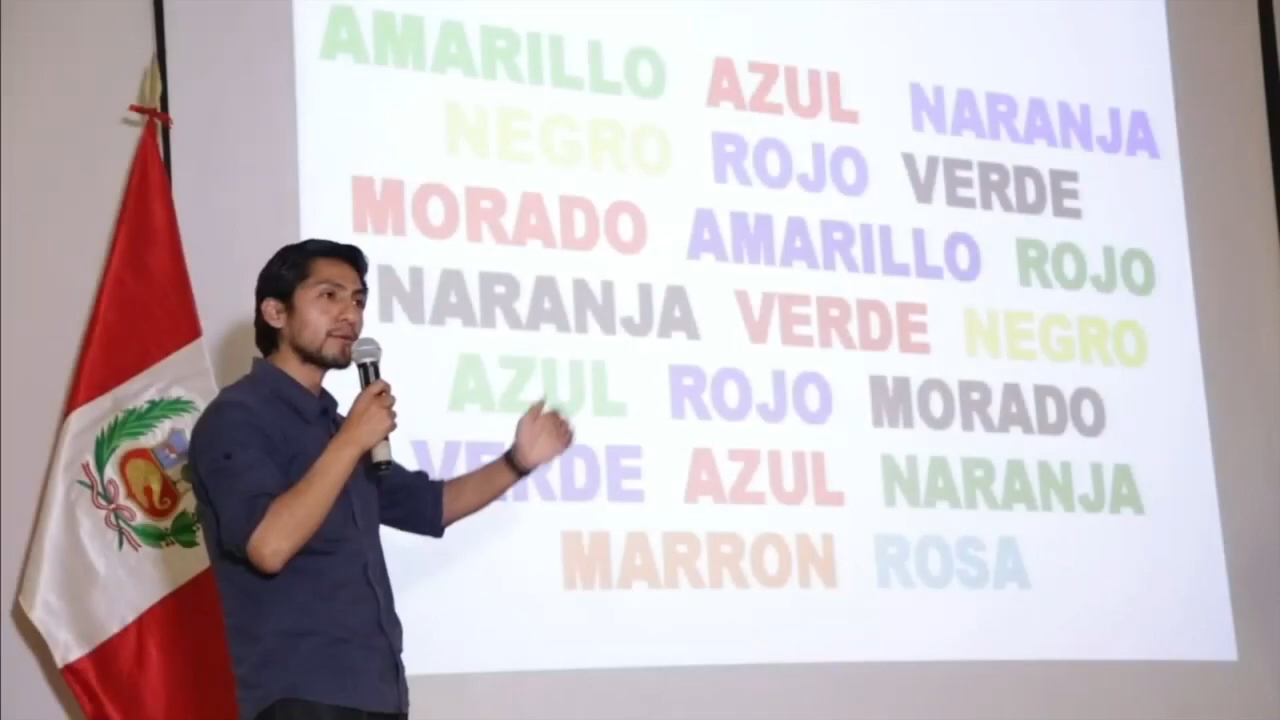 AMARILLO AZUL NARANJA
NEGRO ROJO VERDE
MORADO AMARILLO ROJO
NARANJA VERDE NEGRO
AZUL ROJO MORADO
VERDE AZUL NARANJA
MARRON ROSA